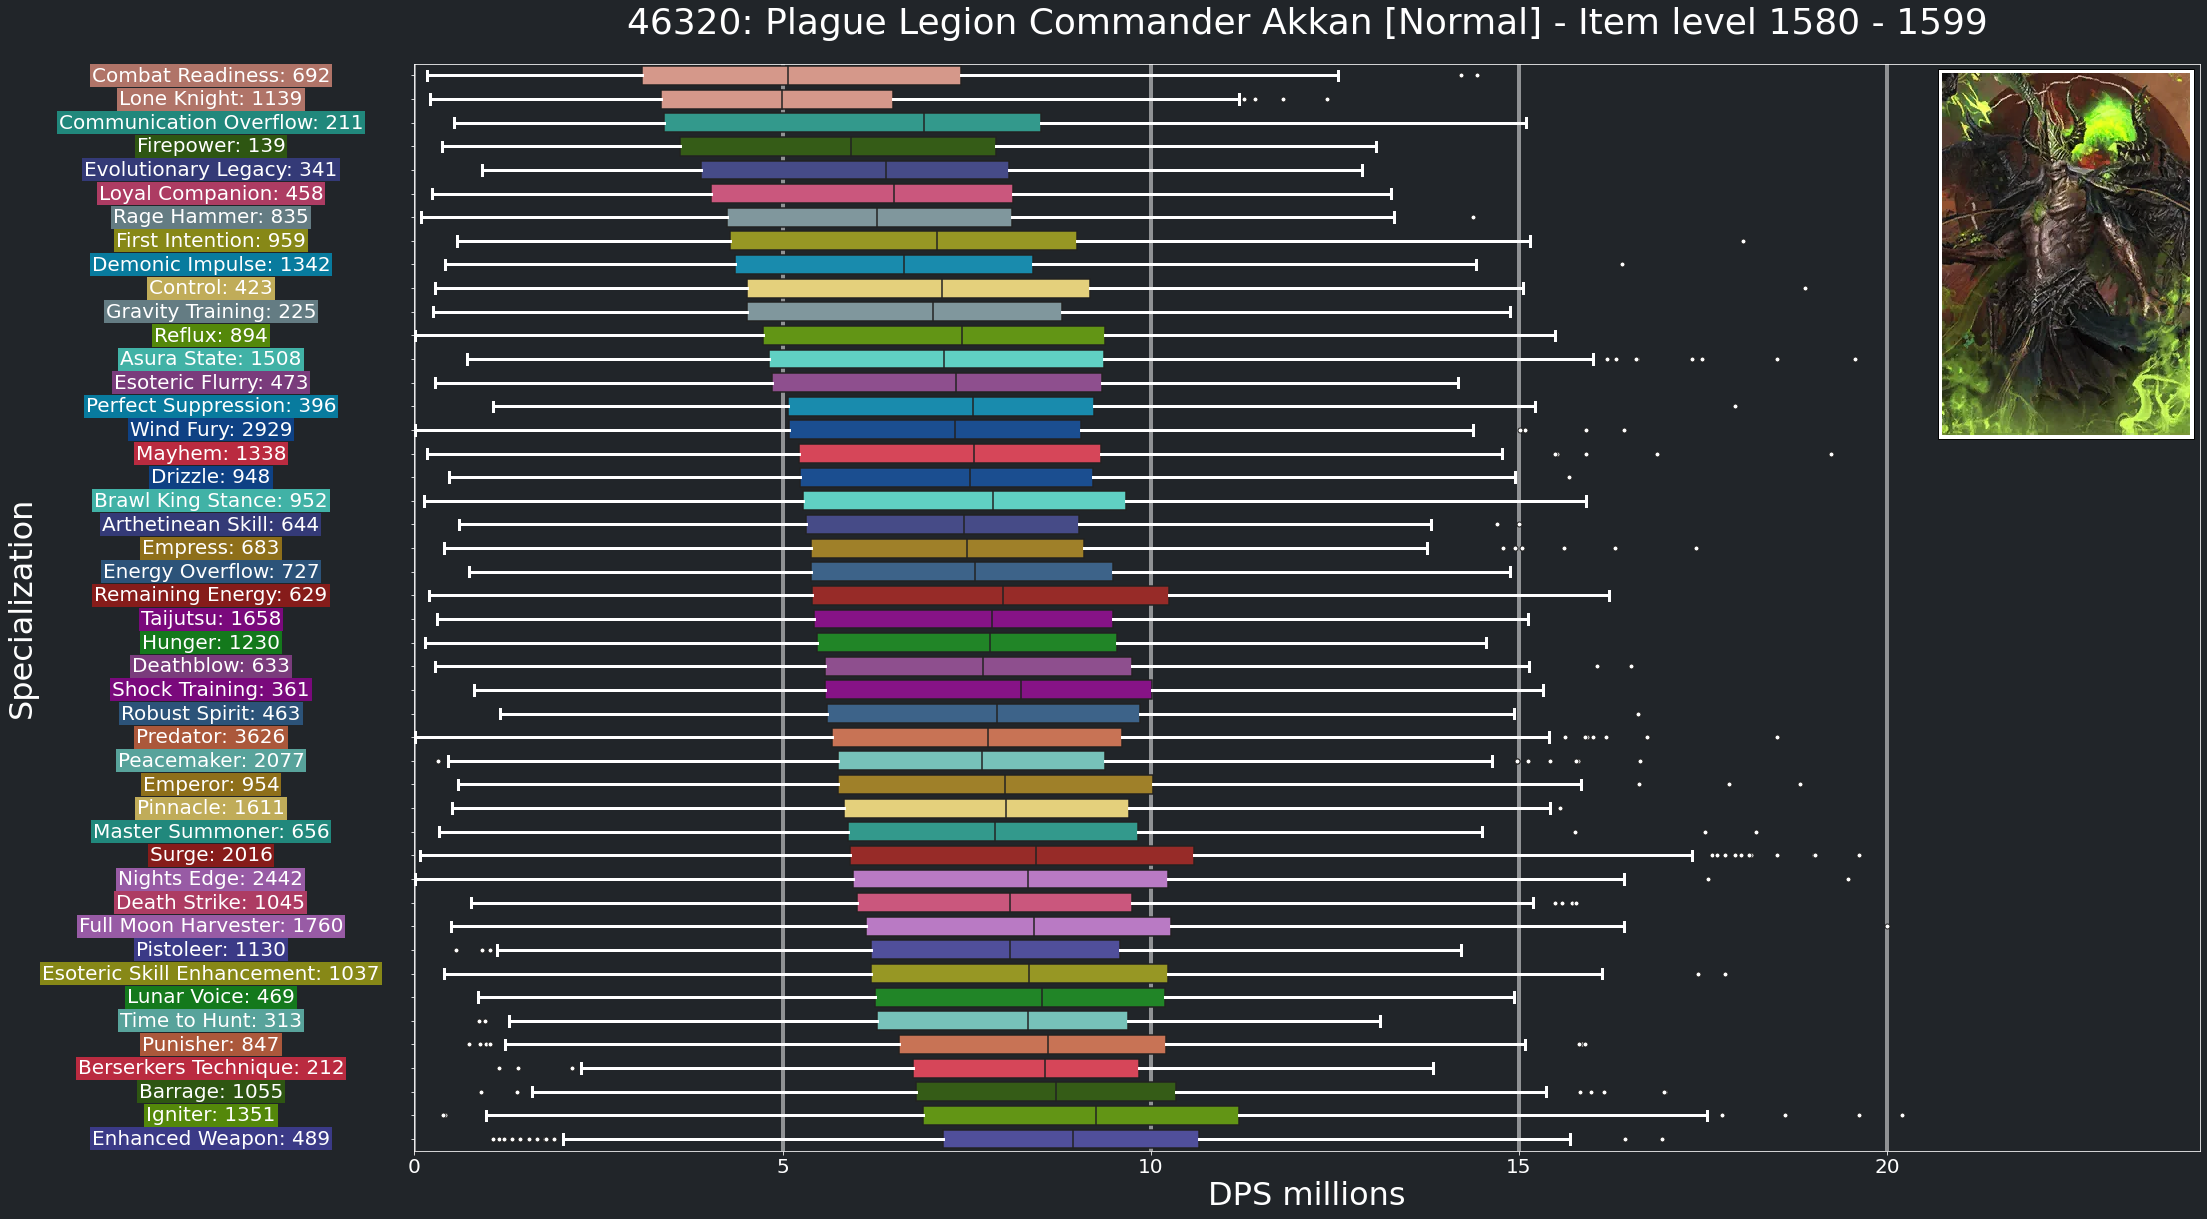 46320: Plague Legion Commander Akkan [Normal] - Item level 1580 - 1599
Combat Readiness: 692
Lone Knight: 1139
Communication Overflow: 211
Firepower: 139
Evolutionary Legacy: 341
Loyal Companion: 458
Rage Hammer: 835
First Intention: 959
Demonic Impulse: 1342
Control: 423
Gravity Training: 225
Reflux: 894
Asura State: 1508
Esoteric Flurry: 473
Perfect Suppression: 396
Wind Fury: 2929
Mayhem: 1338
Drizzle: 948
Brawl King Stance: 952
Arthetinean Skill: 644
Empress: 683
Energy Overflow: 727
Remaining Energy: 629
Taijutsu: 1658
Hunger: 1230
Deathblow: 633
Shock Training: 361
Robust Spirit: 463
Predator: 3626
Peacemaker: 2077
Emperor: 954
Pinnacle: 1611
Master Summoner: 656
Surge: 2016
Nights Edge: 2442
Death Strike: 1045
Full Moon Harvester: 1760
Pistoleer: 1130
Esoteric Skill Enhancement: 1037
Lunar Voice: 469
Time to Hunt: 313
Punisher: 847
Berserkers Technique: 212
Barrage: 1055
Igniter: 1351
Enhanced Weapon: 489
Specialization
0 5 10 15 20
DPS millions